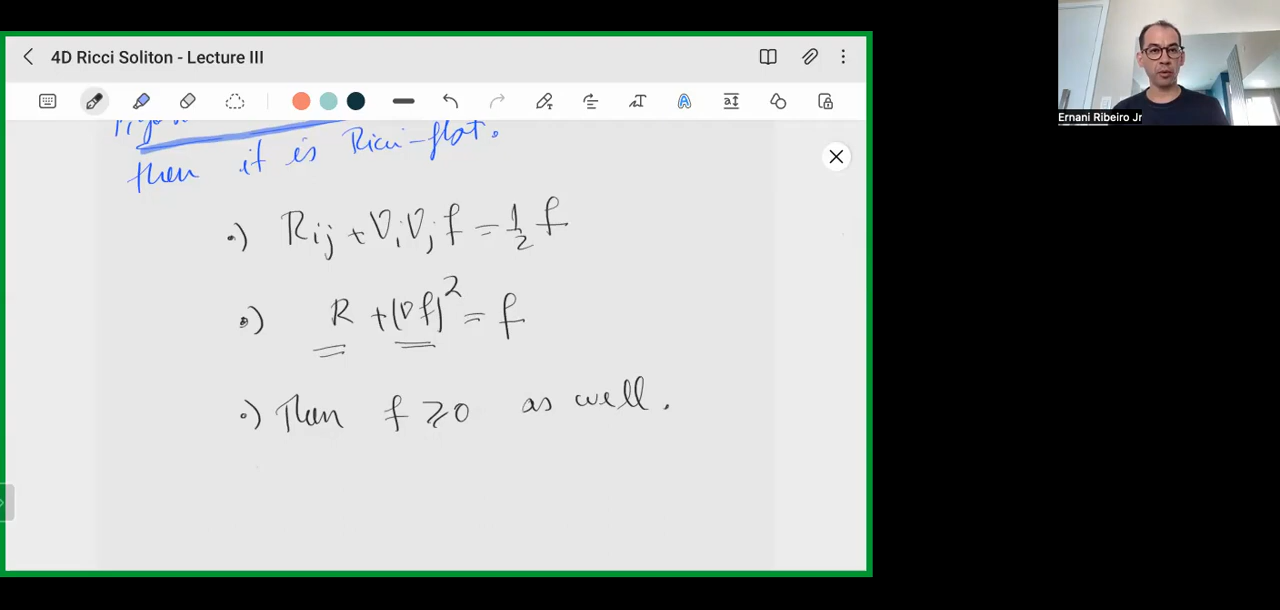 4D Ricci Soliton - Lecture III
Ernani Ribeiro Jr
then it is Ricci-flat.
•) Rij + ∇i∇j f = 1/2 f
•) R + |∇f|^2 = f
•) Then f ⩾ 0 as well.